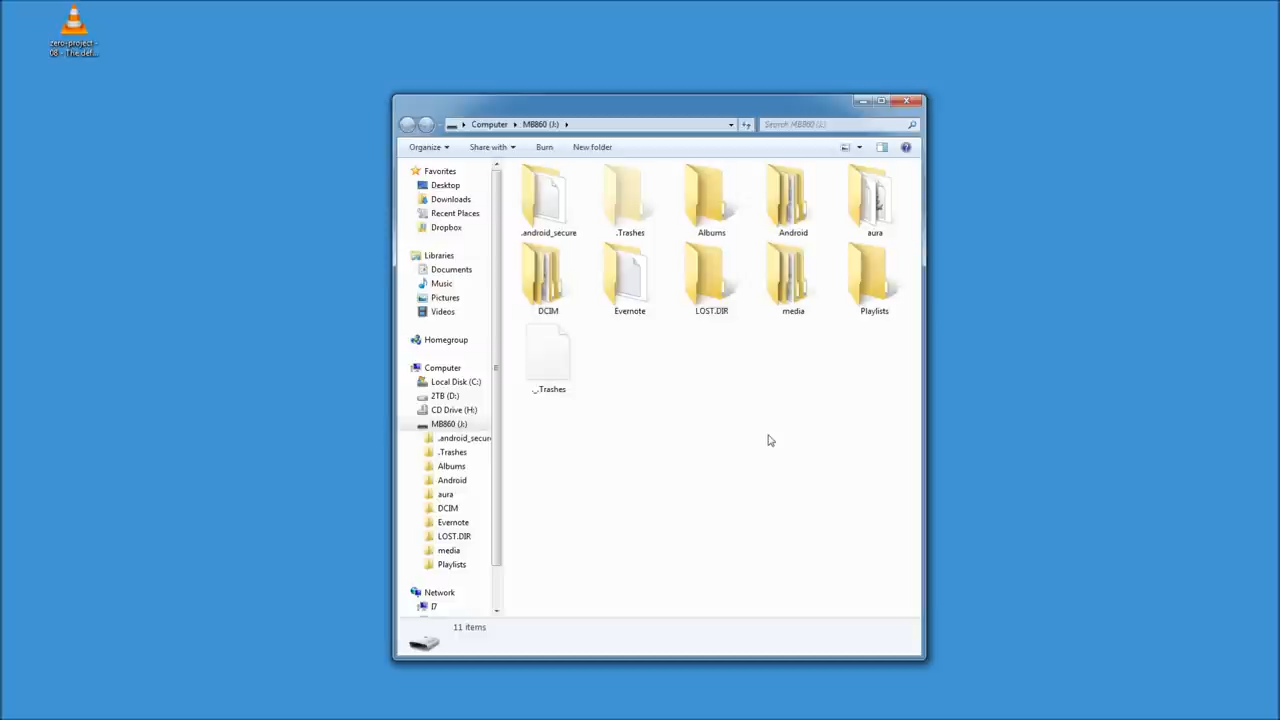 zero-project -
08 - The def...
Computer ▸ MB860 (J:) ▸
Search MB860 (J:)
Organize ▾ Share with ▾ Burn New folder
Favorites
Desktop
Downloads
Recent Places
Dropbox
Libraries
Documents
Music
Pictures
Videos
Homegroup
Computer
Local Disk (C:)
2TB (D:)
CD Drive (H:)
MB860 (J:)
.android_secure
.Trashes
Albums
Android
aura
DCIM
Evernote
LOST.DIR
media
Playlists
Network
I7
.android_secure .Trashes Albums Android aura
DCIM Evernote LOST.DIR media Playlists
._.Trashes
11 items